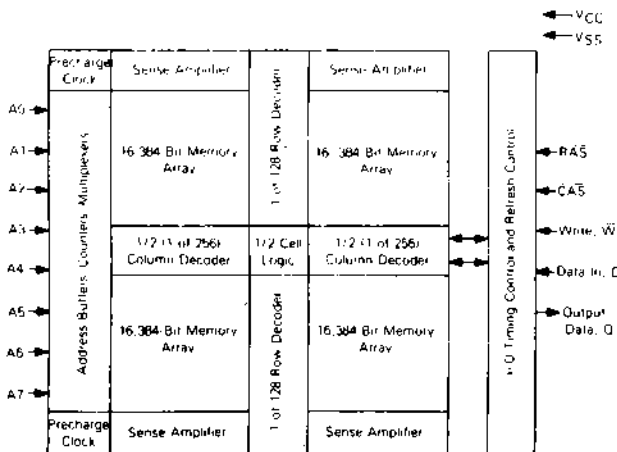 VCC
VSS
Precharge
Clock
Sense Amplifier
1 of 128 Row Decoder
Sense Amplifier
A0
A1
A2
A3
A4
A5
A6
A7
Address Buffers Counters Multiplexers
16,384 Bit Memory
Array
16, 384 Bit Memory
Array
1/2 (1 of 256)
Column Decoder
1/2 Cell
Logic
1/2 (1 of 256)
Column Decoder
16,384-Bit Memory
Array
1 of 128 Row Decoder
16,384 Bit Memory
Array
Precharge
Clock
Sense Amplifier
Sense Amplifier
I/O Timing Control and Refresh Control
R̅A̅S̅
C̅A̅S̅
Write, W̅
Data In, D
Output
Data, Q